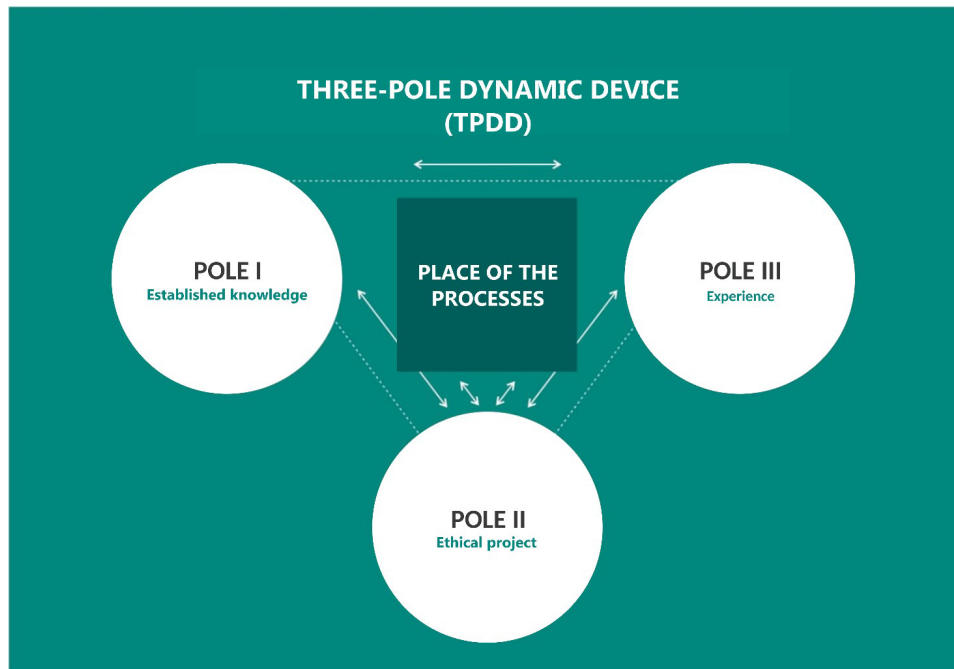 THREE-POLE DYNAMIC DEVICE
(TPDD)
POLE I
Established knowledge
PLACE OF THE
PROCESSES
POLE III
Experience
POLE II
Ethical project